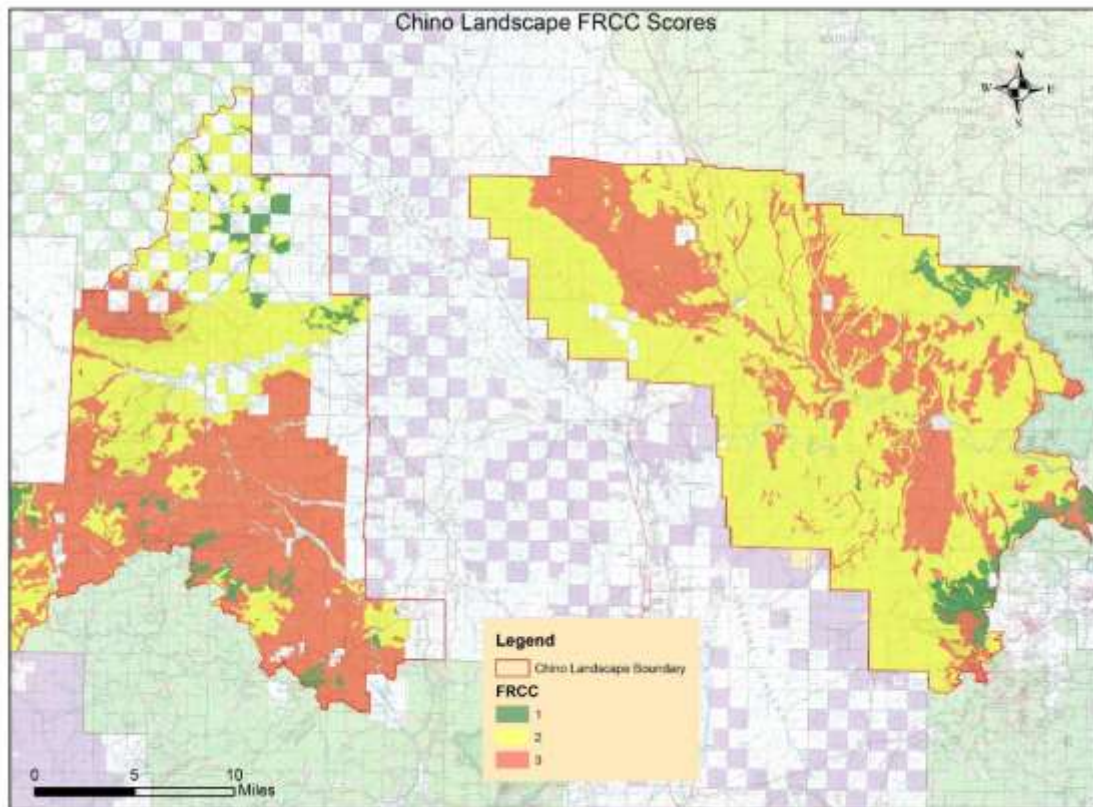 Chino Landscape FRCC Scores
N
W E
S
Legend
Chino Landscape Boundary
FRCC
1
2
3
0 5 10
Miles